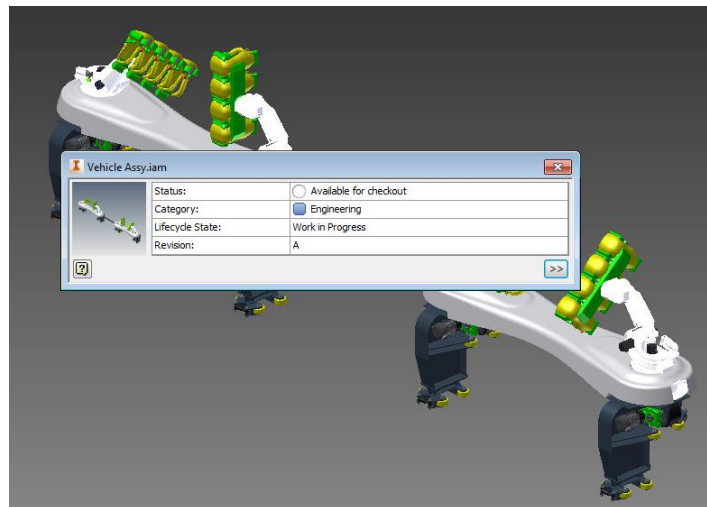 Vehicle Assy.iam
Status: Available for checkout
Category: Engineering
Lifecycle State: Work in Progress
Revision: A
?
>>